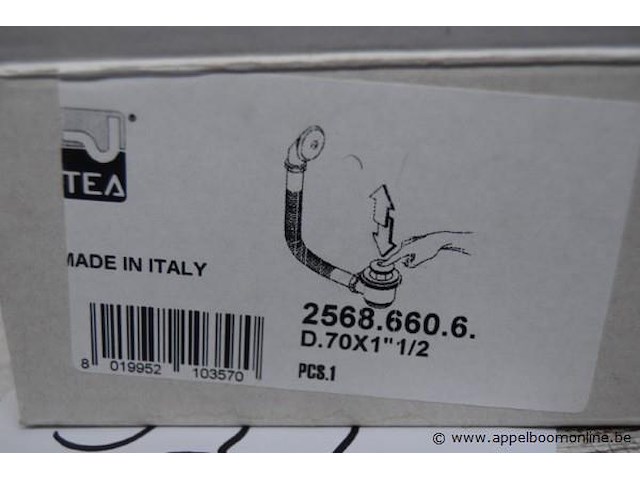 TEA
MADE IN ITALY
2568.660.6.
D.70X1"1/2
PCS.1
8 019952 103570
© www.appelboomonline.be